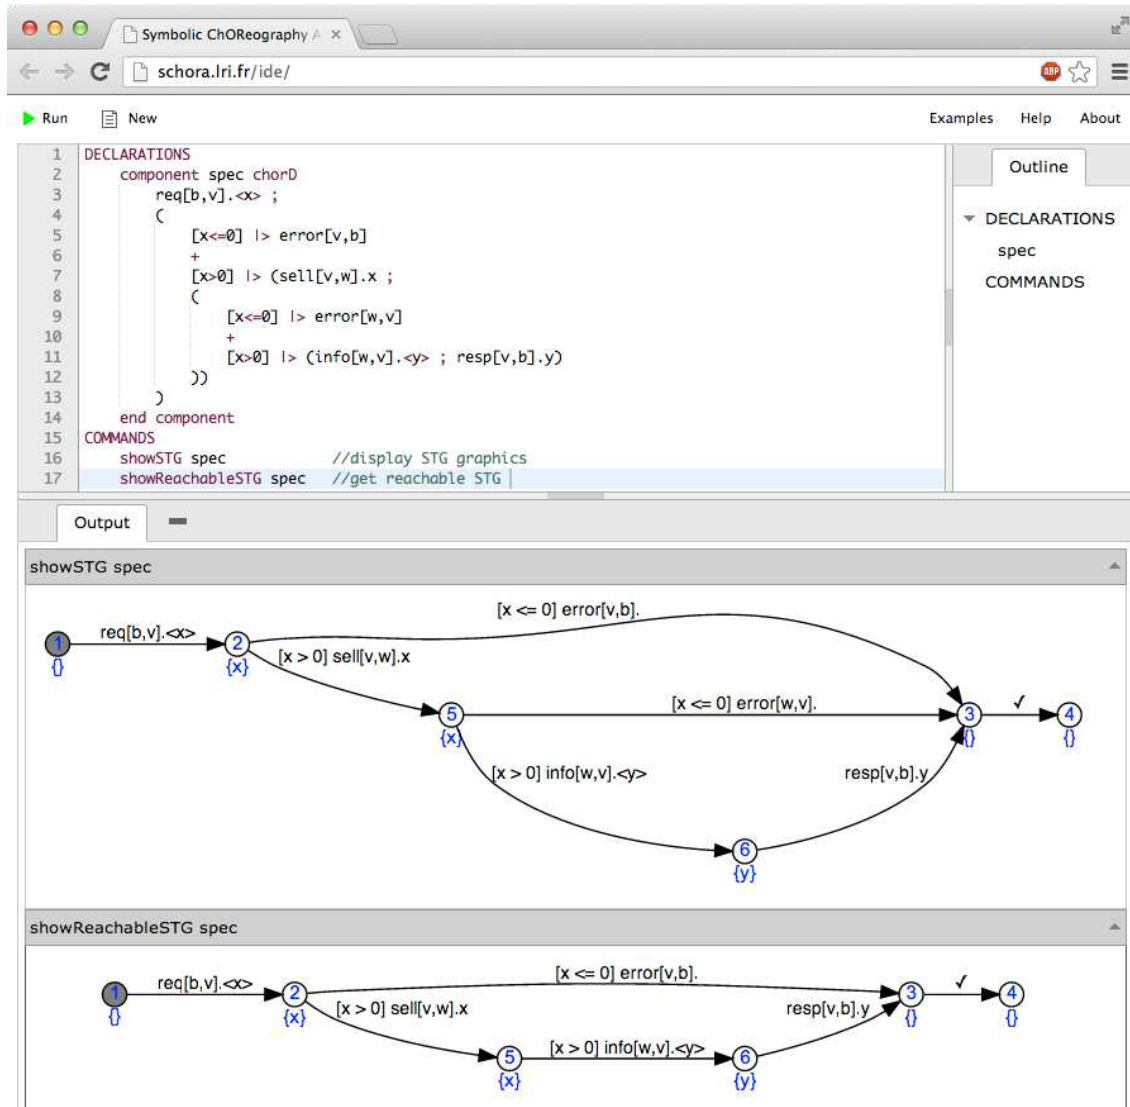 Symbolic ChOReography A
schora.lri.fr/ide/
ABP
Run New Examples Help About
1 DECLARATIONS
2 component spec chorD
3 req[b,v].<x> ;
4 (
5 [x<=0] |> error[v,b]
6 +
7 [x>0] |> (sell[v,w].x ;
8 (
9 [x<=0] |> error[w,v]
10 +
11 [x>0] |> (info[w,v].<y> ; resp[v,b].y)
12 ))
13 )
14 end component
15 COMMANDS
16 showSTG spec //display STG graphics
17 showReachableSTG spec //get reachable STG
Outline
DECLARATIONS
spec
COMMANDS
Output
showSTG spec
[x <= 0] error[v,b].
req[b,v].<x>
1
2
{}
{x}
[x > 0] sell[v,w].x
[x <= 0] error[w,v].
✓
5
3
4
{x}
{}
{}
[x > 0] info[w,v].<y>
resp[v,b].y
6
{y}
showReachableSTG spec
[x <= 0] error[v,b].
req[b,v].<x>
✓
1
2
3
4
{}
{x}
{}
{}
[x > 0] sell[v,w].x
resp[v,b].y
[x > 0] info[w,v].<y>
5
6
{x}
{y}